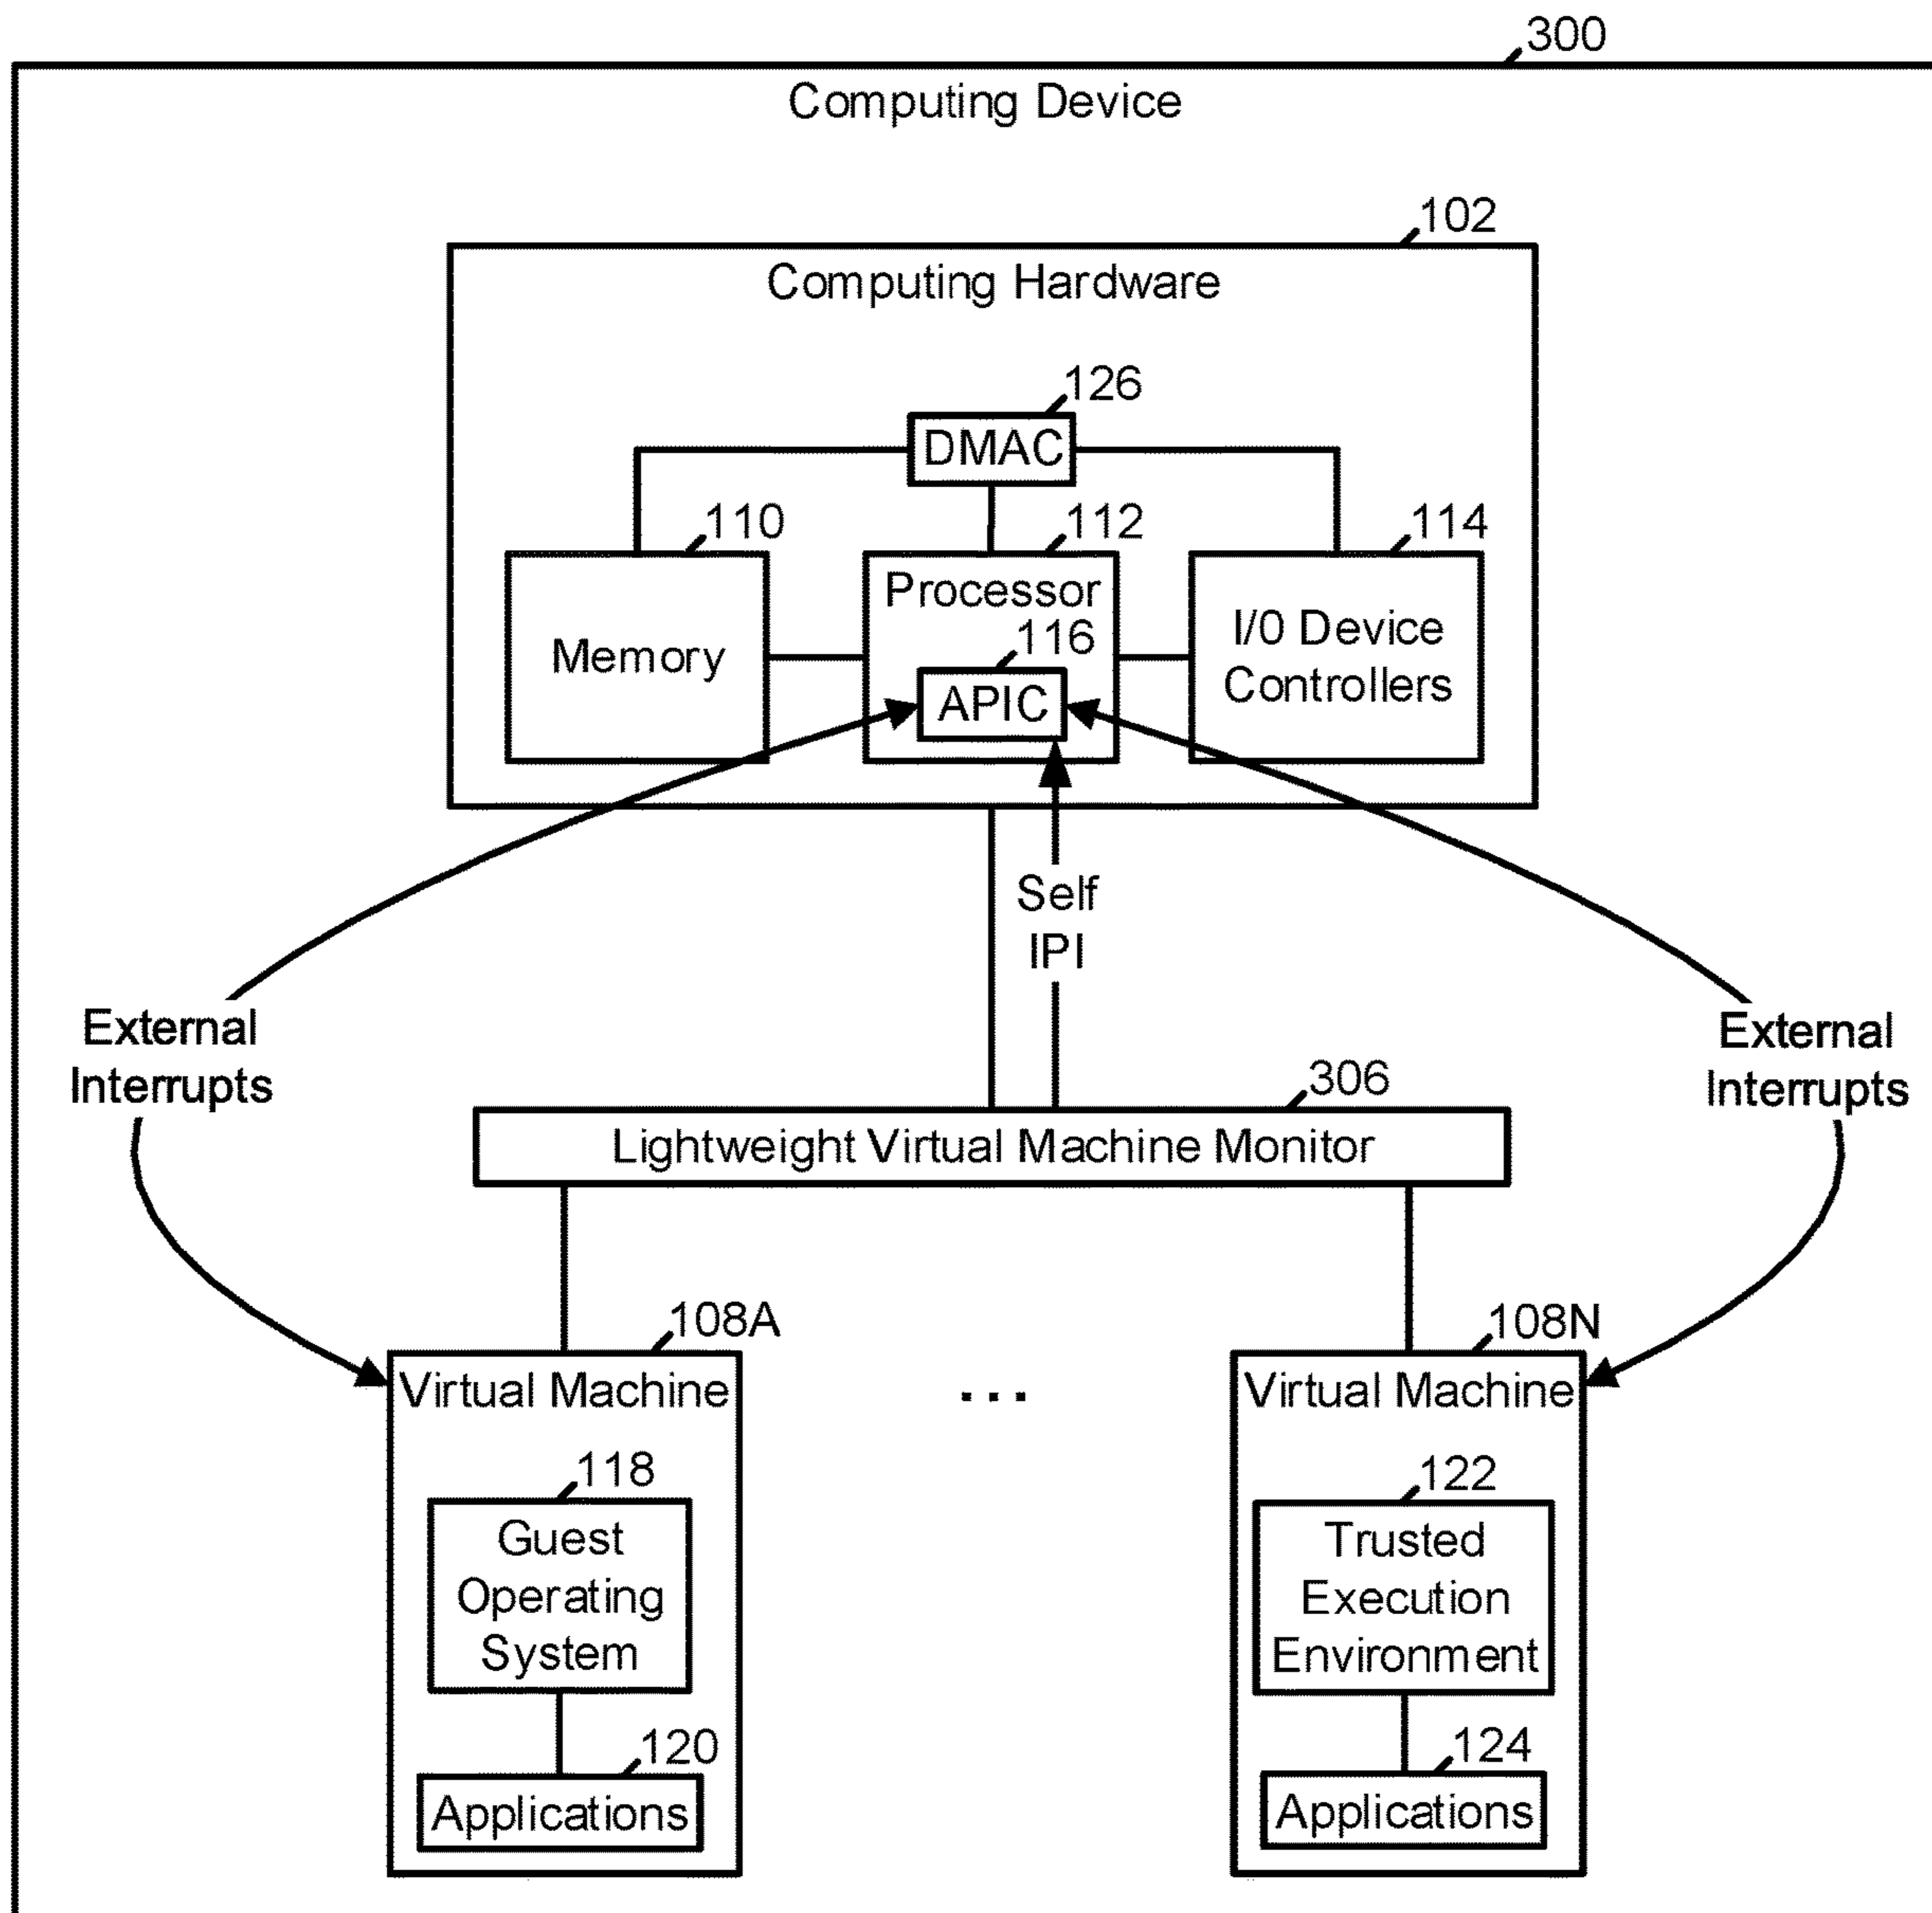 300
Computing Device
102
Computing Hardware
126
DMAC
110
112
114
Memory
Processor
116
APIC
I/0 Device
Controllers
Self
IPI
External
Interrupts
External
Interrupts
306
Lightweight Virtual Machine Monitor
108A
108N
Virtual Machine
...
Virtual Machine
118
Guest
Operating
System
122
Trusted
Execution
Environment
120
Applications
124
Applications